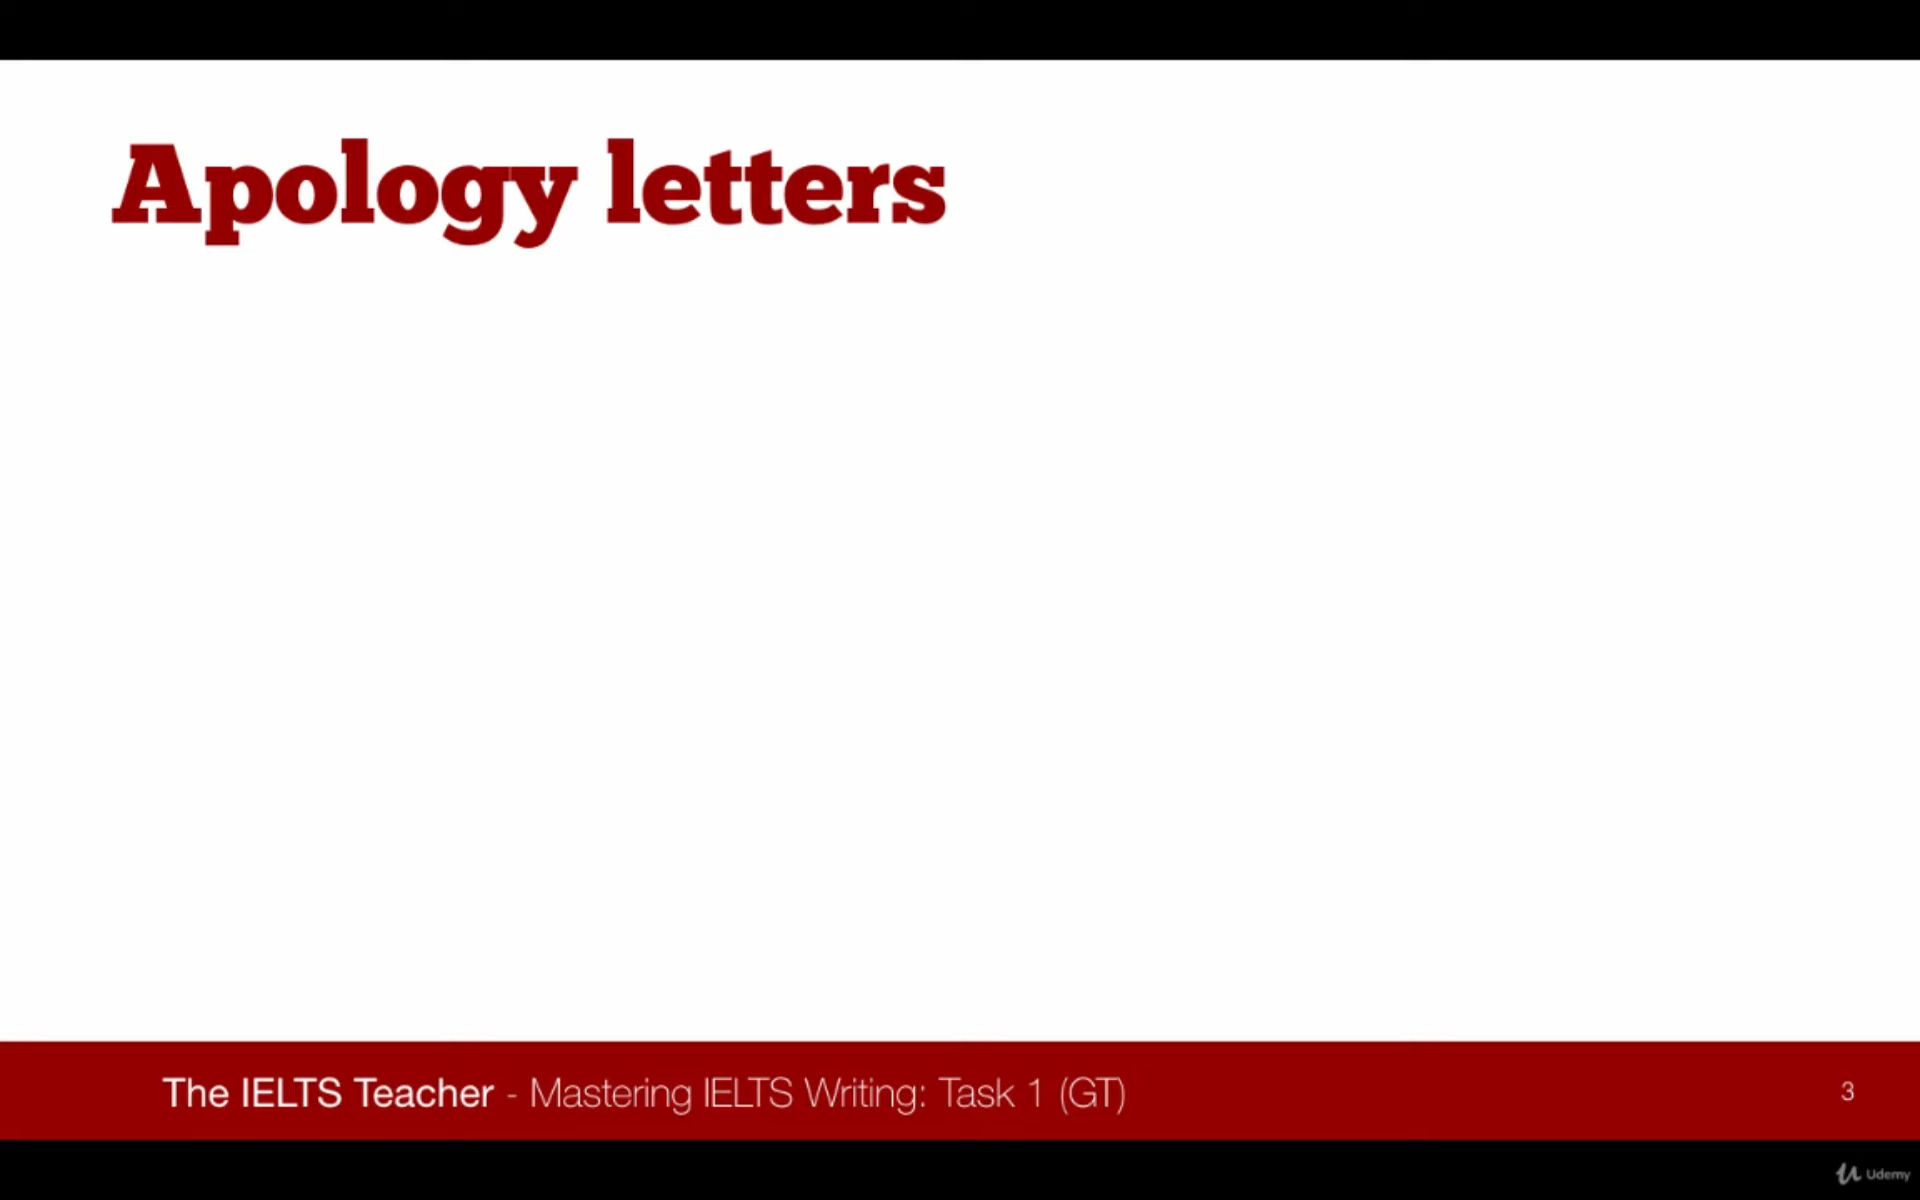 Apology letters
The IELTS Teacher - Mastering IELTS Writing: Task 1 (GT)
3
Udemy